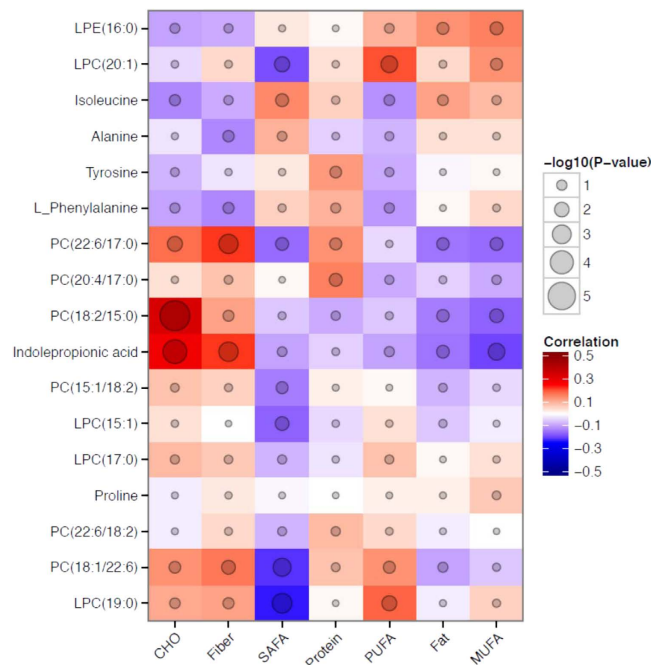 LPE(16:0)
LPC(20:1)
Isoleucine
Alanine
Tyrosine
L_Phenylalanine
PC(22:6/17:0)
PC(20:4/17:0)
PC(18:2/15:0)
Indolepropionic acid
PC(15:1/18:2)
LPC(15:1)
LPC(17:0)
Proline
PC(22:6/18:2)
PC(18:1/22:6)
LPC(19:0)
CHO
Fiber
SAFA
Protein
PUFA
Fat
MUFA
-log10(P-value)
1
2
3
4
5
Correlation
0.5
0.3
0.1
-0.1
-0.3
-0.5